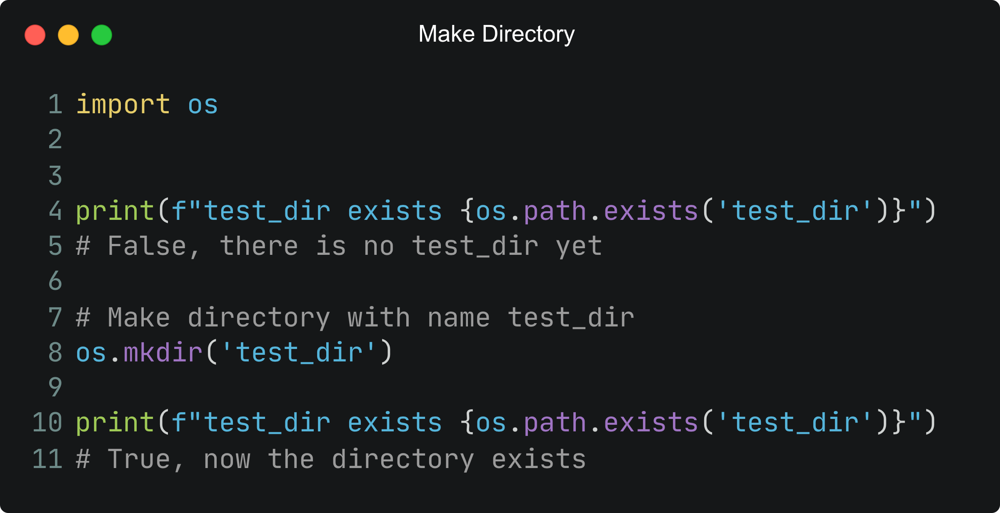 Make Directory
1 import os
2
3
4 print(f"test_dir exists {os.path.exists('test_dir')}")
5 # False, there is no test_dir yet
6
7 # Make directory with name test_dir
8 os.mkdir('test_dir')
9
10 print(f"test_dir exists {os.path.exists('test_dir')}")
11 # True, now the directory exists